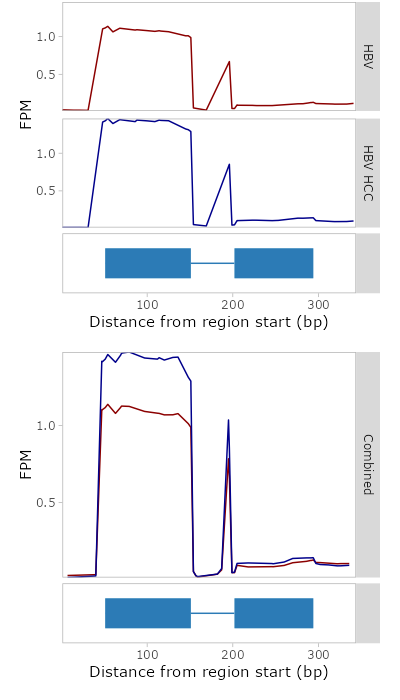 1.0
0.5
HBV
FPM
1.0
0.5
HBV HCC
100 200 300
Distance from region start (bp)
1.0
0.5
FPM
Combined
100 200 300
Distance from region start (bp)